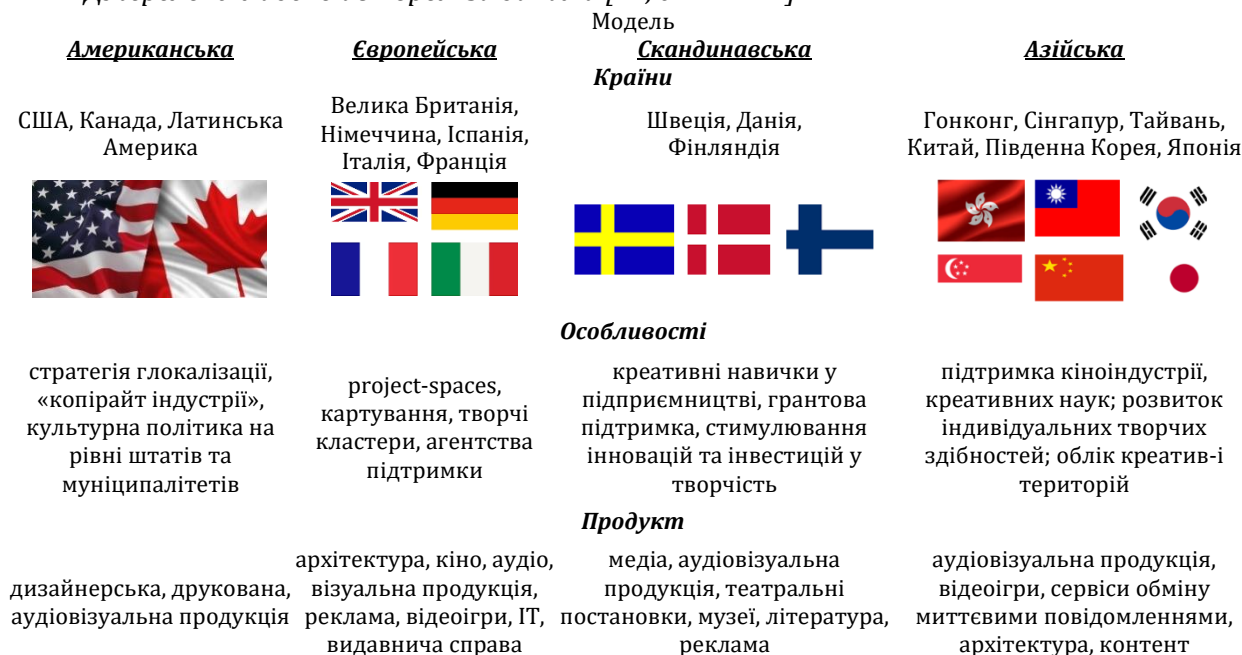 Модель
Американська
Європейська
Скандинавська
Азійська
Країни
США, Канада, Латинська
Америка
Велика Британія,
Німеччина, Іспанія,
Італія, Франція
Швеція, Данія,
Фінляндія
Гонконг, Сінгапур, Тайвань,
Китай, Південна Корея, Японія
Особливості
стратегія глокалізації,
«копірайт індустрії»,
культурна політика на
рівні штатів та
муніципалітетів
project-spaces,
картування, творчі
кластери, агентства
підтримки
креативні навички у
підприємництві, грантова
підтримка, стимулювання
інновацій та інвестицій у
творчість
підтримка кіноіндустрії,
креативних наук; розвиток
індивідуальних творчих
здібностей; облік креатив-і
територій
Продукт
дизайнерська, друкована,
аудіовізуальна продукція
архітектура, кіно, аудіо,
візуальна продукція,
реклама, відеоігри, ІТ,
видавнича справа
медіа, аудіовізуальна
продукція, театральні
постановки, музеї, література,
реклама
аудіовізуальна продукція,
відеоігри, сервіси обміну
миттєвими повідомленнями,
архітектура, контент